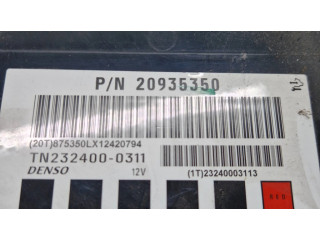 P/N 20935350
(20T)875350LX12420794
TN232400-0311
DENSO 12V
(1T)23240003113